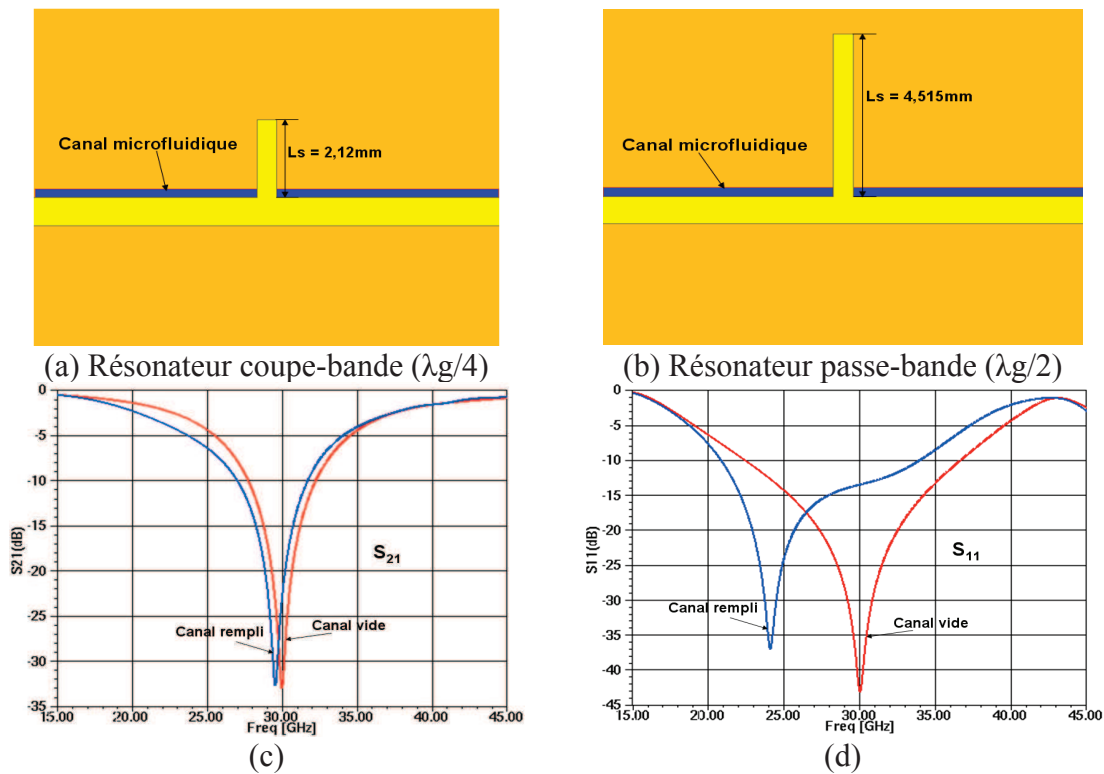 Canal microfluidique
Ls = 2,12mm
Canal microfluidique
Ls = 4,515mm
(a) Résonateur coupe-bande (λg/4)
(b) Résonateur passe-bande (λg/2)
0
-5
-10
-15
-20
-25
-30
-35
S21(dB)
S21
Canal rempli
Canal vide
15.00 20.00 25.00 30.00 35.00 40.00 45.00
Freq [GHz]
(c)
0
-5
-10
-15
-20
-25
-30
-35
-40
-45
S11(dB)
S11
Canal rempli
Canal vide
15.00 20.00 25.00 30.00 35.00 40.00 45.00
Freq [GHz]
(d)